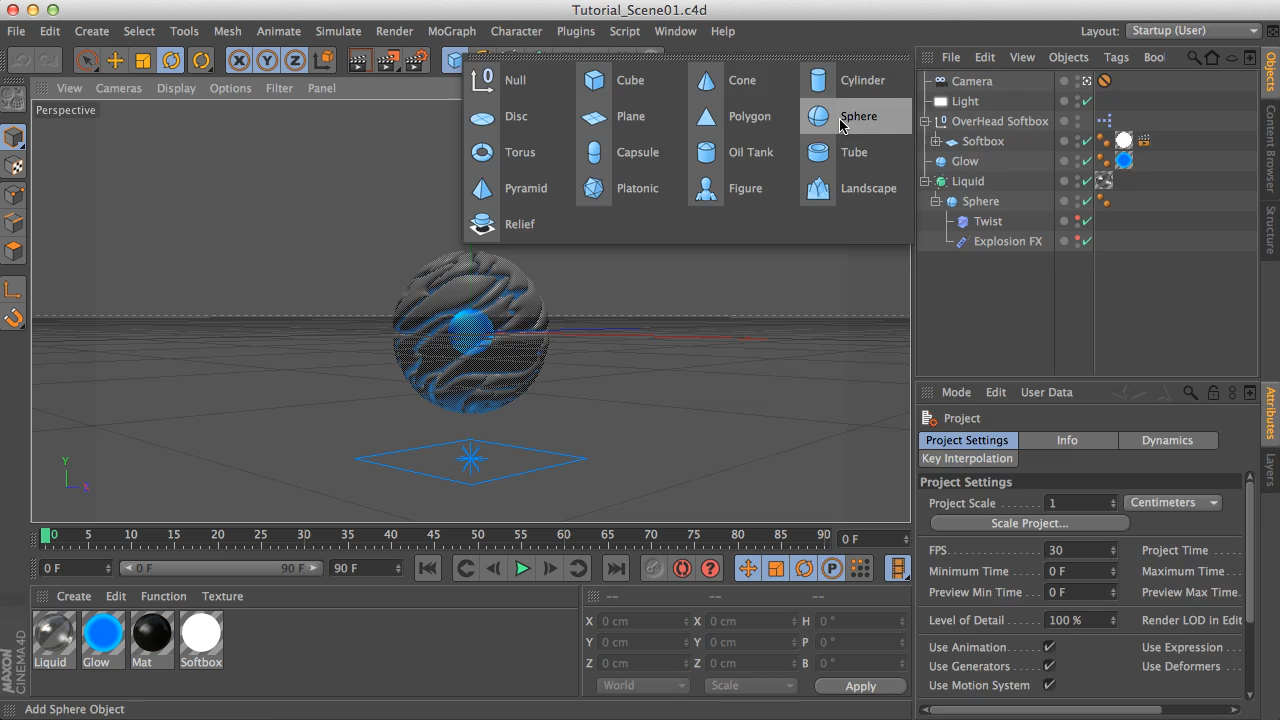 Tutorial_Scene01.c4d
File Edit Create Select Tools Mesh Animate Simulate Render MoGraph Character Plugins Script Window Help
Layout: Startup (User)
X Y Z
File Edit View Objects Tags Boo
View Cameras Display Options Filter Panel
Null Cube Cone Cylinder
Disc Plane Polygon Sphere
Torus Capsule Oil Tank Tube
Pyramid Platonic Figure Landscape
Relief
Perspective
Camera
Light
OverHead Softbox
Softbox
Glow
Liquid
Sphere
Twist
Explosion FX
Objects
Content Browser
Structure
Attributes
Layers
Y
X
Mode Edit User Data
Project
Project Settings Info Dynamics
Key Interpolation
Project Settings
Project Scale 1 Centimeters
Scale Project...
FPS 30 Project Time
Minimum Time 0 F Maximum Time
Preview Min Time 0 F Preview Max Time
Level of Detail 100 % Render LOD in Edit
Use Animation Use Expression
Use Generators Use Deformers
Use Motion System
0 5 10 15 20 25 30 35 40 45 50 55 60 65 70 75 80 85 90 0 F
0 F 0 F 90 F 90 F
Create Edit Function Texture
Liquid Glow Mat Softbox
-- -- --
X 0 cm X 0 cm H 0 °
Y 0 cm Y 0 cm P 0 °
Z 0 cm Z 0 cm B 0 °
World Scale Apply
MAXON CINEMA4D
Add Sphere Object